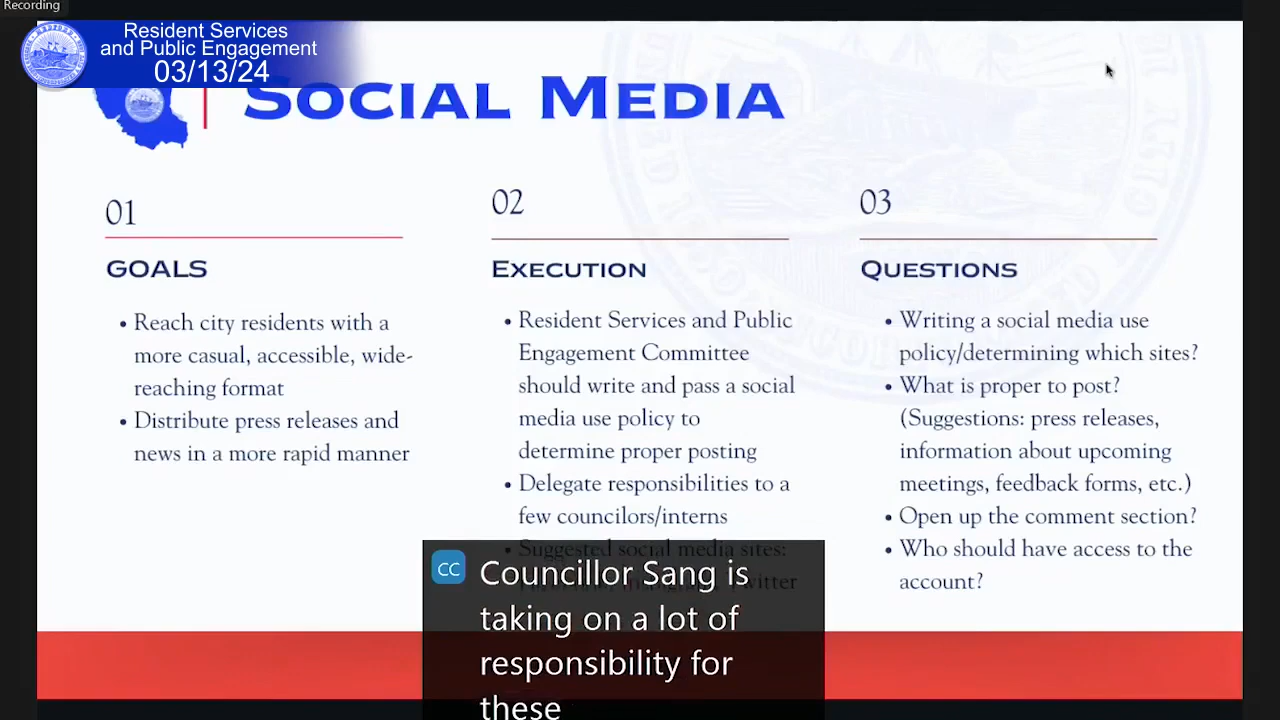 Recording
Resident Services
and Public Engagement
03/13/24
SOCIAL MEDIA
01
GOALS
• Reach city residents with a
more casual, accessible, wide-
reaching format
• Distribute press releases and
news in a more rapid manner
02
EXECUTION
• Resident Services and Public
Engagement Committee
should write and pass a social
media use policy to
determine proper posting
• Delegate responsibilities to a
few councilors/interns
• Suggested social media sites:
Twitter
03
QUESTIONS
• Writing a social media use
policy/determining which sites?
• What is proper to post?
(Suggestions: press releases,
information about upcoming
meetings, feedback forms, etc.)
• Open up the comment section?
• Who should have access to the
account?
CC
Councillor Sang is
taking on a lot of
responsibility for
these